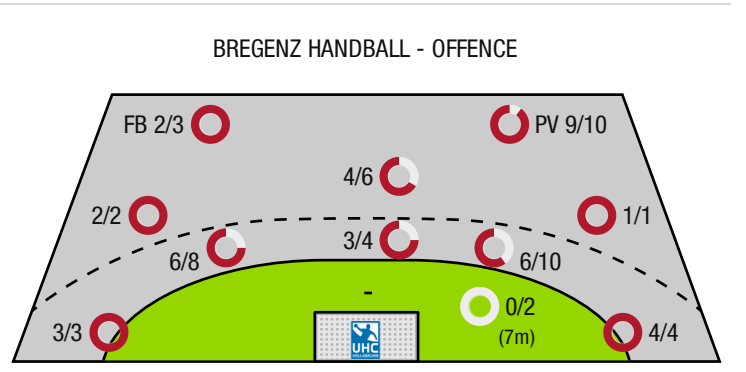 BREGENZ HANDBALL - OFFENCE
FB 2/3
PV 9/10
4/6
2/2
1/1
6/8
3/4
6/10
-
0/2
(7m)
3/3
4/4
UHC
HOLLABRUNN